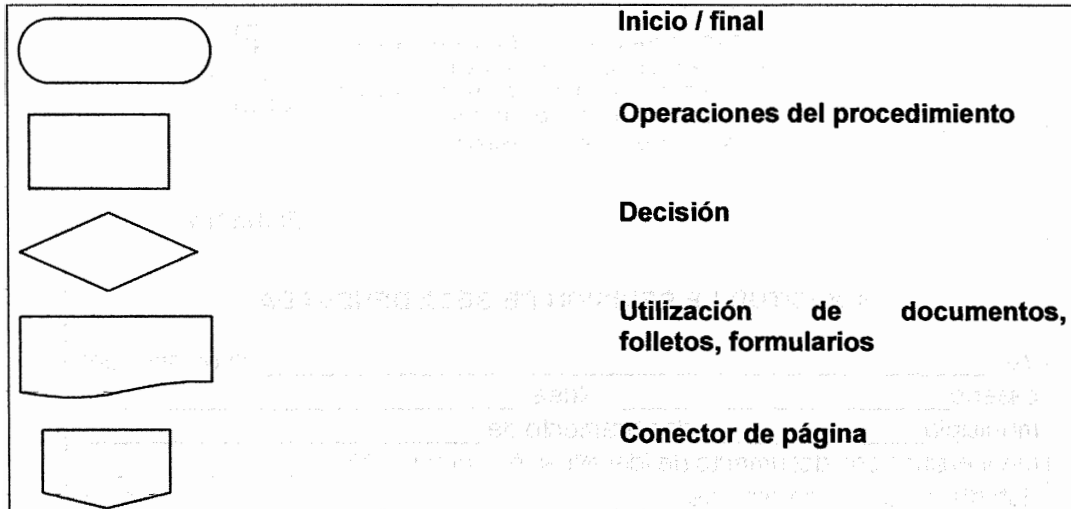 Inicio / final
Operaciones del procedimiento
Decisión
Utilización de documentos,
folletos, formularios
Conector de página